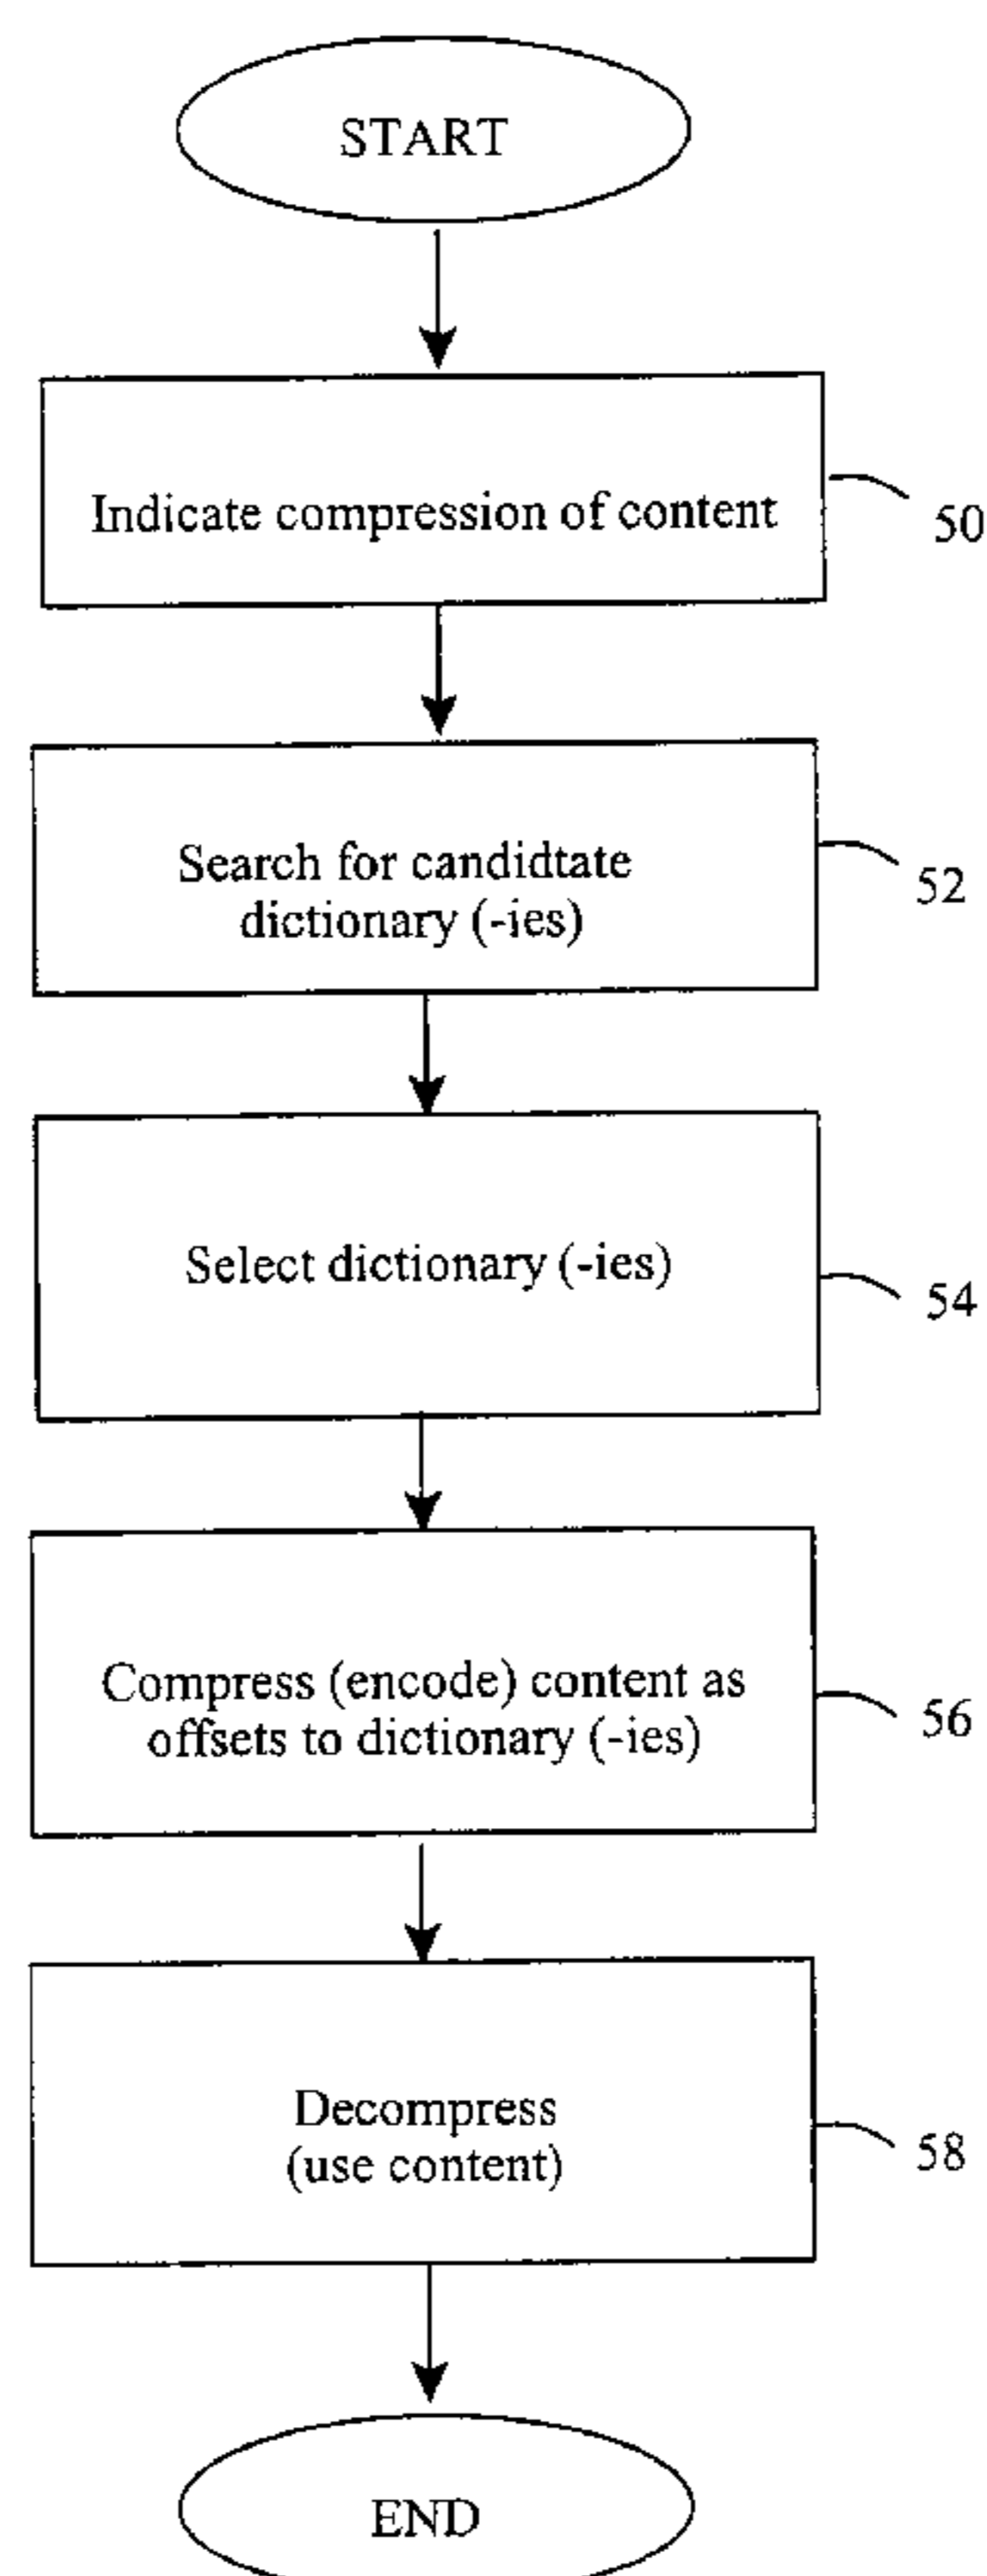 START
Indicate compression of content
50
Search for candidtate
dictionary (-ies)
52
Select dictionary (-ies)
54
Compress (encode) content as
offsets to dictionary (-ies)
56
Decompress
(use content)
58
END